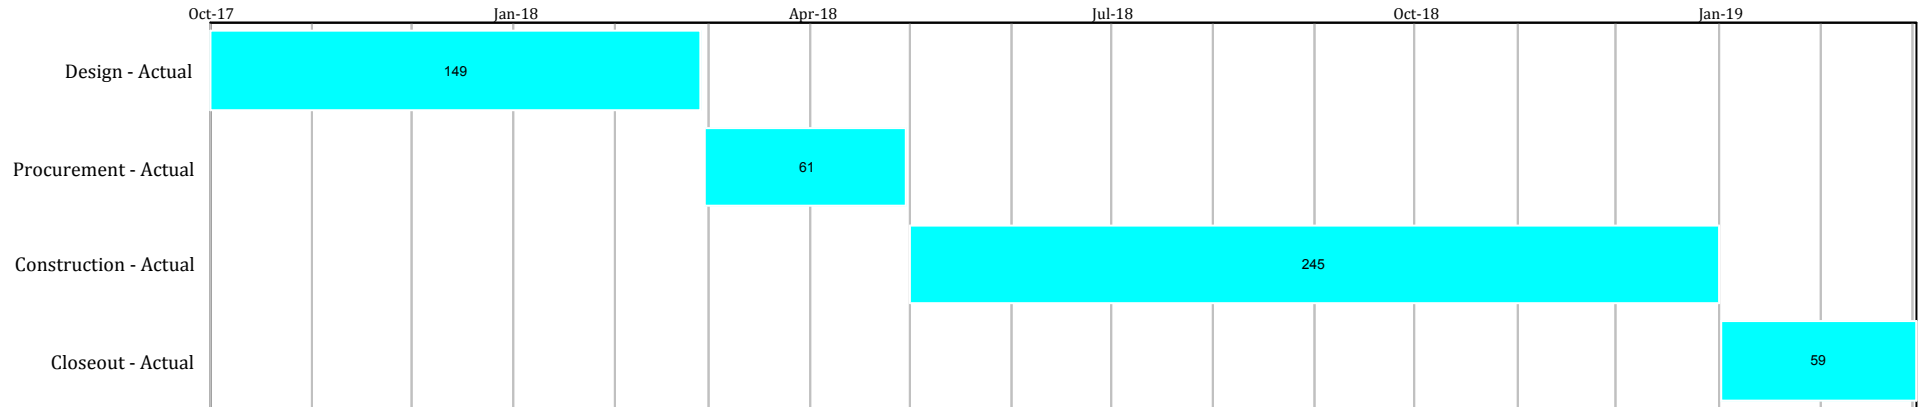 Oct-17 Jan-18 Apr-18 Jul-18 Oct-18 Jan-19
Design - Actual 149
Procurement - Actual 61
Construction - Actual 245
Closeout - Actual 59